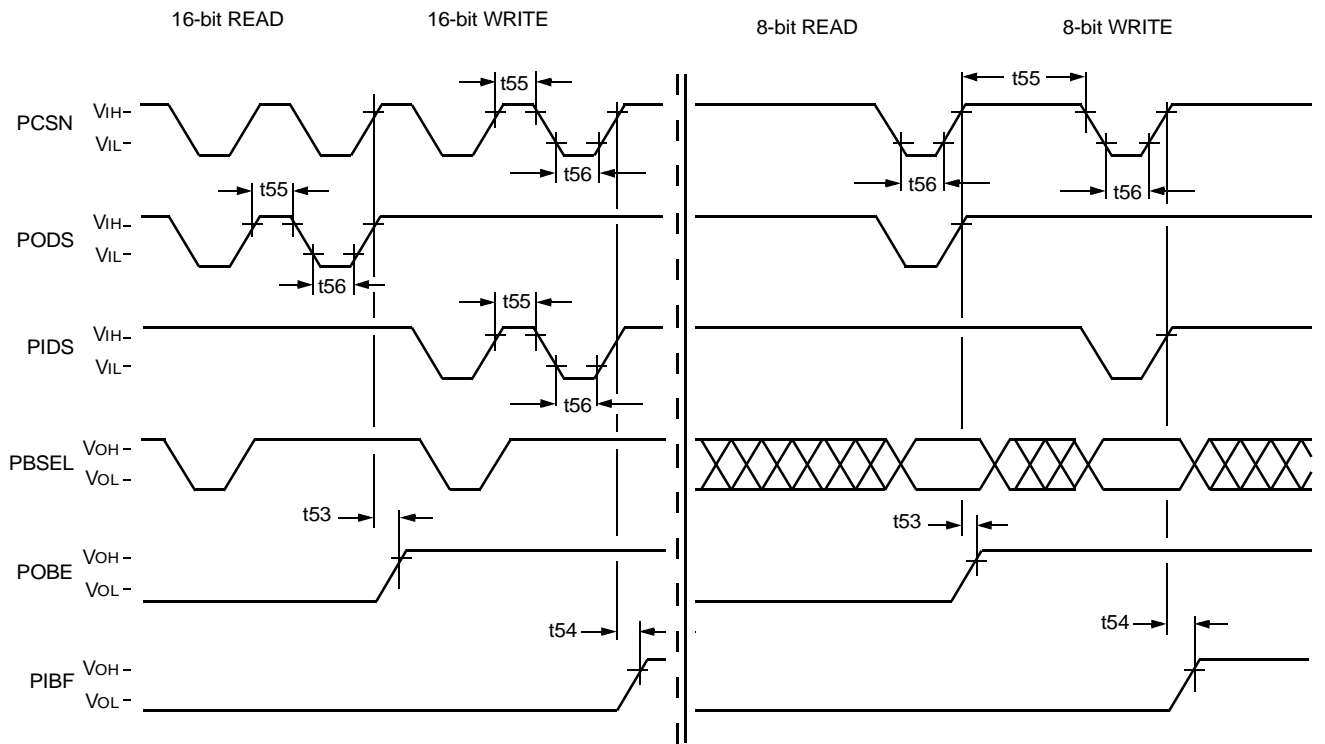 16-bit READ 16-bit WRITE 8-bit READ 8-bit WRITE
t55 t55
PCSN VIH–
VIL–
t56 t56 t56
t55
PODS VIH–
VIL–
t56
t55
PIDS VIH–
VIL–
t56
PBSEL VOH–
VOL–
t53 t53
POBE VOH–
VOL–
t54 t54
PIBF VOH–
VOL–